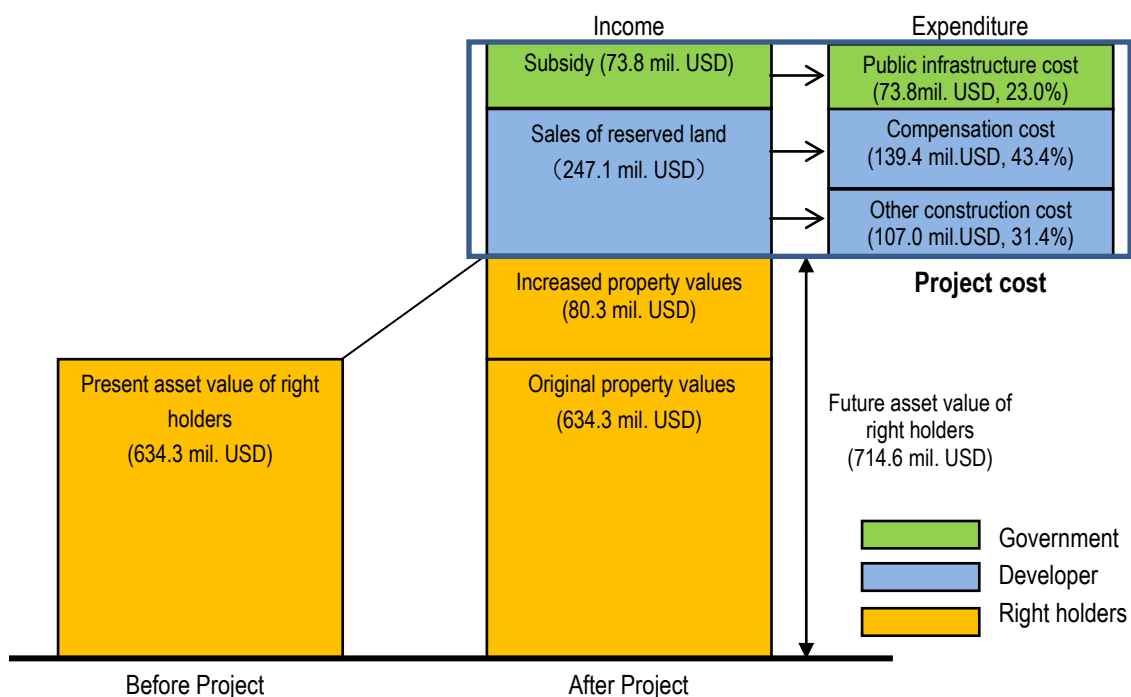 Income
Expenditure
Subsidy (73.8 mil. USD)
Public infrastructure cost
(73.8mil. USD, 23.0%)
Sales of reserved land
（247.1 mil. USD）
Compensation cost
(139.4 mil.USD, 43.4%)
Other construction cost
(107.0 mil.USD, 31.4%)
Project cost
Increased property values
(80.3 mil. USD)
Present asset value of right
holders
(634.3 mil. USD)
Original property values
(634.3 mil. USD)
Future asset value of
right holders
(714.6 mil. USD)
Government
Developer
Right holders
Before Project
After Project